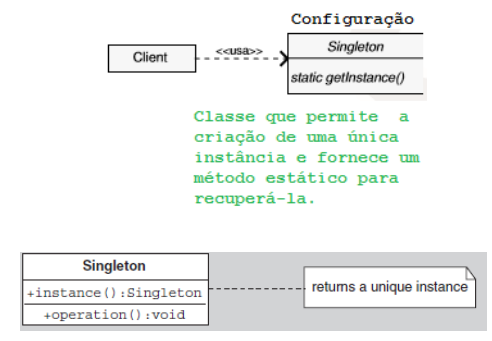 Configuração
Client
<<usa>>
Singleton
static getInstance()
Classe que permite a
criação de uma única
instância e fornece um
método estático para
recuperá-la.
Singleton
+instance():Singleton
+operation():void
returns a unique instance